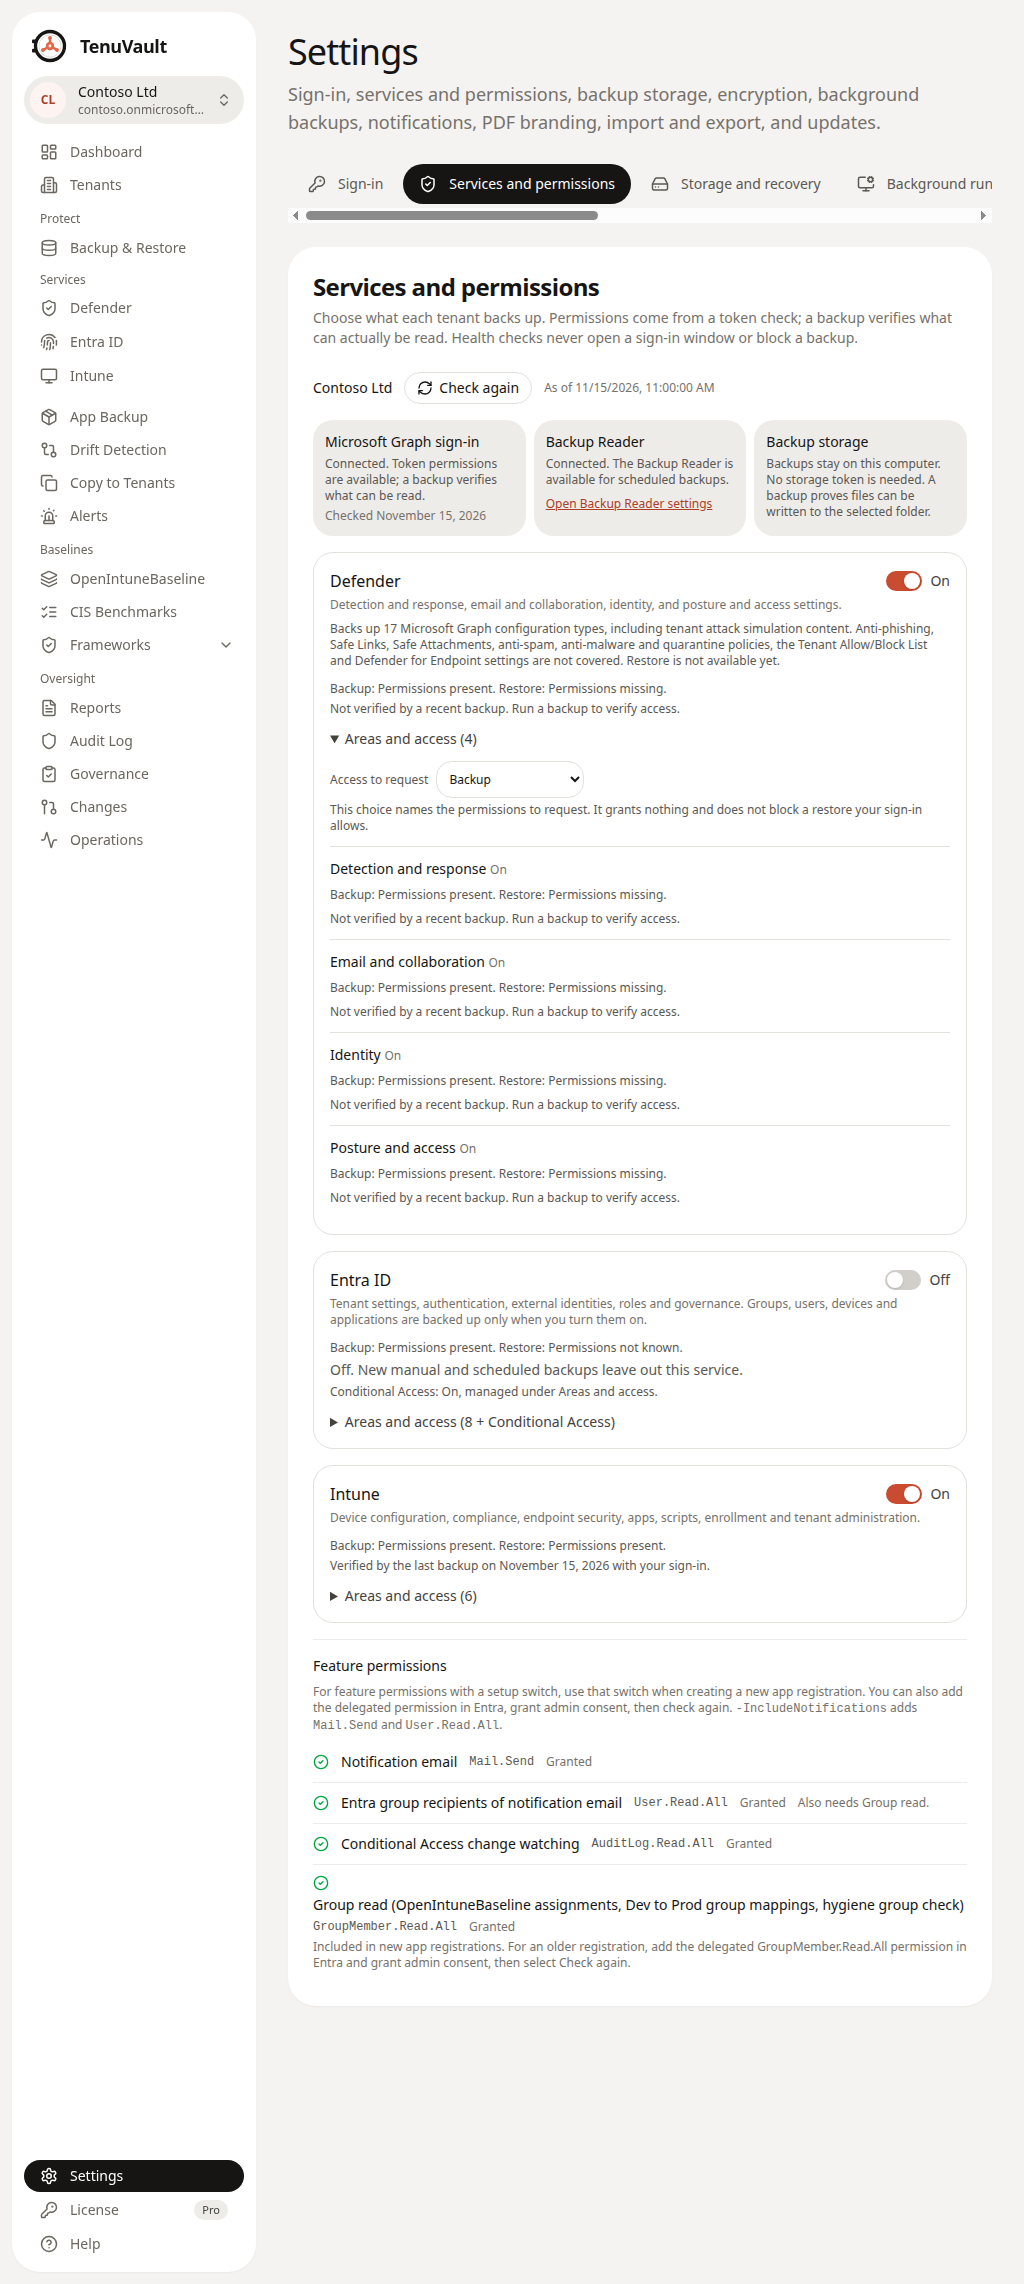 TenuVault
CL
Contoso Ltd
contoso.onmicrosoft...
Dashboard
Tenants
Protect
Backup & Restore
Services
Defender
Entra ID
Intune
App Backup
Drift Detection
Copy to Tenants
Alerts
Baselines
OpenIntuneBaseline
CIS Benchmarks
Frameworks
Oversight
Reports
Audit Log
Governance
Changes
Operations
Settings
License
Pro
Help
Settings
Sign-in, services and permissions, backup storage, encryption, background
backups, notifications, PDF branding, import and export, and updates.
Sign-in
Services and permissions
Storage and recovery
Background run
Services and permissions
Choose what each tenant backs up. Permissions come from a token check; a backup verifies what
can actually be read. Health checks never open a sign-in window or block a backup.
Contoso Ltd
Check again
As of 11/15/2026, 11:00:00 AM
Microsoft Graph sign-in
Connected. Token permissions
are available; a backup verifies
what can be read.
Checked November 15, 2026
Backup Reader
Connected. The Backup Reader is
available for scheduled backups.
Open Backup Reader settings
Backup storage
Backups stay on this computer.
No storage token is needed. A
backup proves files can be
written to the selected folder.
Defender
On
Detection and response, email and collaboration, identity, and posture and access settings.
Backs up 17 Microsoft Graph configuration types, including tenant attack simulation content. Anti-phishing,
Safe Links, Safe Attachments, anti-spam, anti-malware and quarantine policies, the Tenant Allow/Block List
and Defender for Endpoint settings are not covered. Restore is not available yet.
Backup: Permissions present. Restore: Permissions missing.
Not verified by a recent backup. Run a backup to verify access.
Areas and access (4)
Access to request
Backup
This choice names the permissions to request. It grants nothing and does not block a restore your sign-in
allows.
Detection and response On
Backup: Permissions present. Restore: Permissions missing.
Not verified by a recent backup. Run a backup to verify access.
Email and collaboration On
Backup: Permissions present. Restore: Permissions missing.
Not verified by a recent backup. Run a backup to verify access.
Identity On
Backup: Permissions present. Restore: Permissions missing.
Not verified by a recent backup. Run a backup to verify access.
Posture and access On
Backup: Permissions present. Restore: Permissions missing.
Not verified by a recent backup. Run a backup to verify access.
Entra ID
Off
Tenant settings, authentication, external identities, roles and governance. Groups, users, devices and
applications are backed up only when you turn them on.
Backup: Permissions present. Restore: Permissions not known.
Off. New manual and scheduled backups leave out this service.
Conditional Access: On, managed under Areas and access.
Areas and access (8 + Conditional Access)
Intune
On
Device configuration, compliance, endpoint security, apps, scripts, enrollment and tenant administration.
Backup: Permissions present. Restore: Permissions present.
Verified by the last backup on November 15, 2026 with your sign-in.
Areas and access (6)
Feature permissions
For feature permissions with a setup switch, use that switch when creating a new app registration. You can also add
the delegated permission in Entra, grant admin consent, then check again. -IncludeNotifications adds
Mail.Send and User.Read.All.
Notification email Mail.Send Granted
Entra group recipients of notification email User.Read.All Granted Also needs Group read.
Conditional Access change watching AuditLog.Read.All Granted
Group read (OpenIntuneBaseline assignments, Dev to Prod group mappings, hygiene group check)
GroupMember.Read.All Granted
Included in new app registrations. For an older registration, add the delegated GroupMember.Read.All permission in
Entra and grant admin consent, then select Check again.